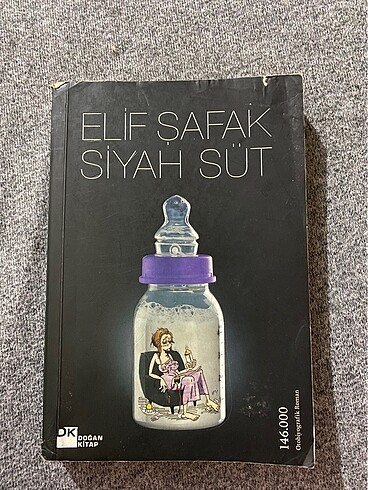 ELİF ŞAFAK
SİYAH SÜT
DK
DOĞAN
KİTAP
146.000
Otobiyografik Roman